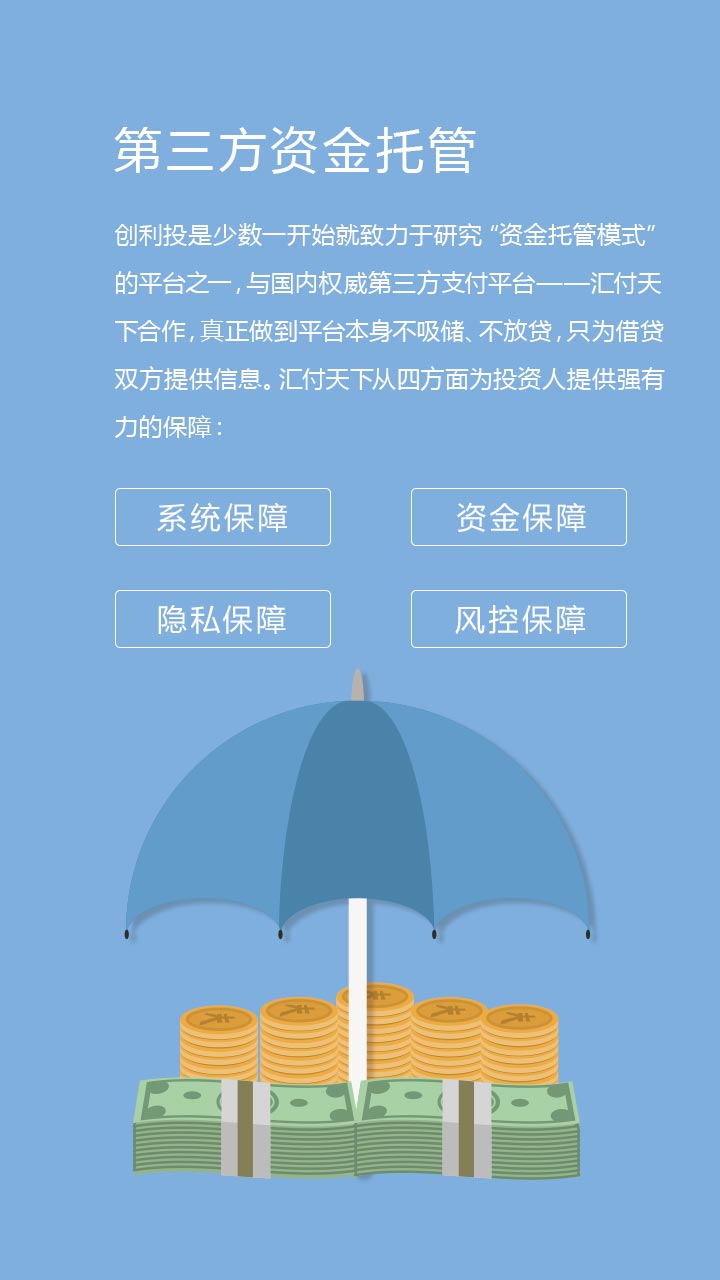 第三方资金托管
创利投是少数一开始就致力于研究“资金托管模式”
的平台之一，与国内权威第三方支付平台——汇付天
下合作，真正做到平台本身不吸储、不放贷，只为借贷
双方提供信息。汇付天下从四方面为投资人提供强有
力的保障：
系统保障 资金保障
隐私保障 风控保障